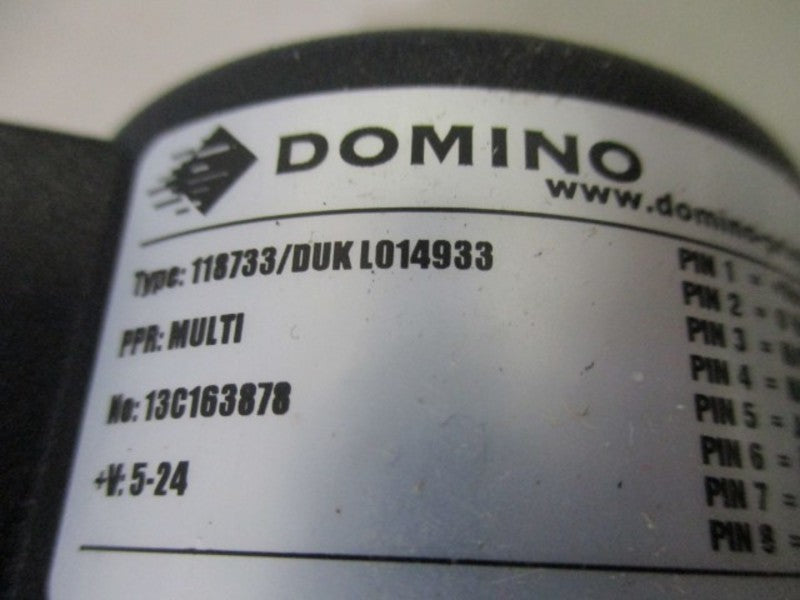 DOMINO
www.domino-
Type: 118733/DUK L014933
PPR: MULTI
No: 13C163878
+V: 5-24
PIN 1 =
PIN 2 =
PIN 3 =
PIN 4 =
PIN 5 =
PIN 6 =
PIN 7 =
PIN 8 =